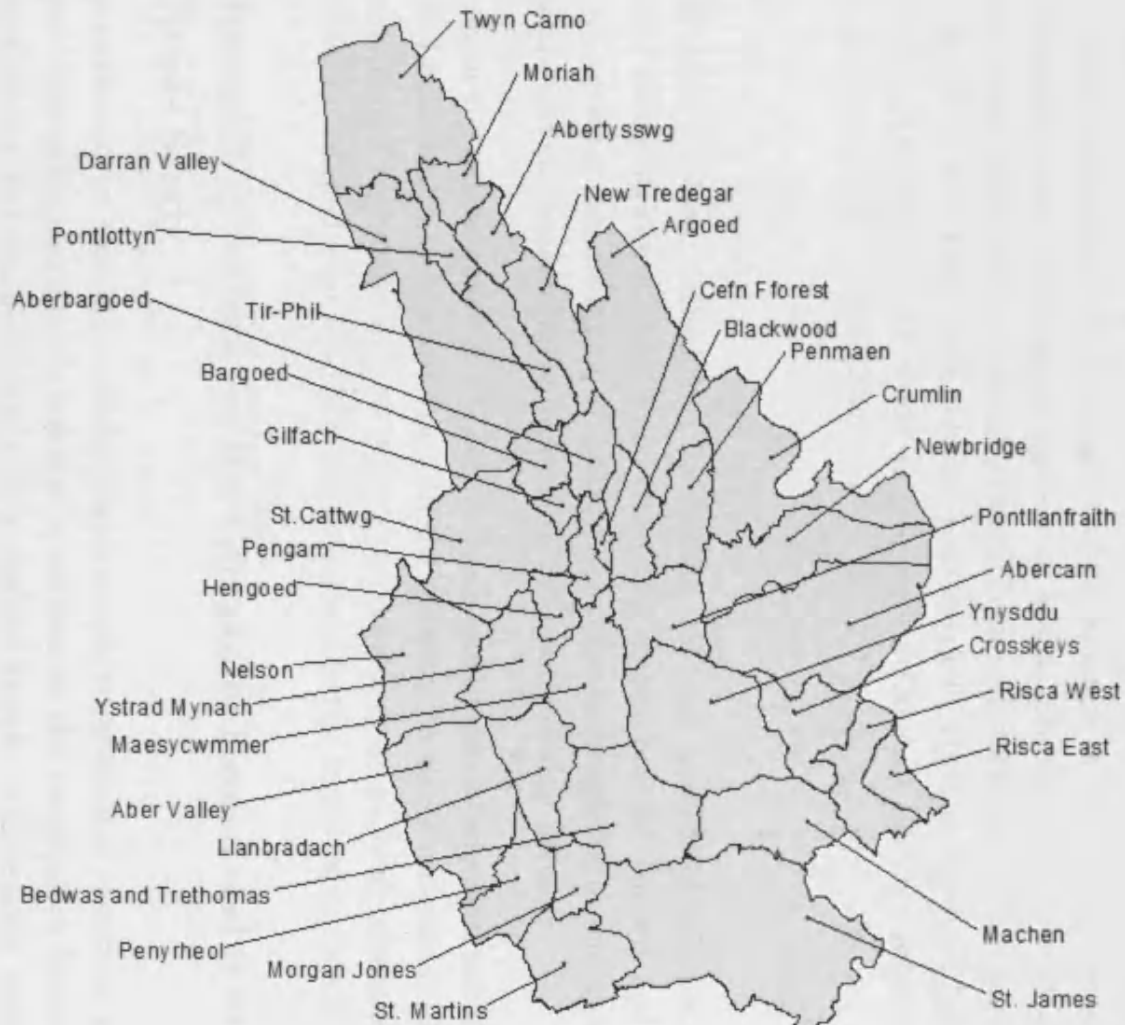 Twyn Carno
Moriah
Abertysswg
Darran Valley
New Tredegar
Argoed
Pontlottyn
Cefn Fforest
Aberbargoed
Tir-Phil
Blackwood
Penmaen
Bargoed
Crumlin
Gilfach
Newbridge
St.Cattwg
Pontllanfraith
Pengam
Abercarn
Hengoed
Ynysddu
Crosskeys
Nelson
Risca West
Ystrad Mynach
Maesycwmmer
Risca East
Aber Valley
Llanbradach
Bedwas and Trethomas
Penyrheol
Machen
Morgan Jones
St. James
St. Martins